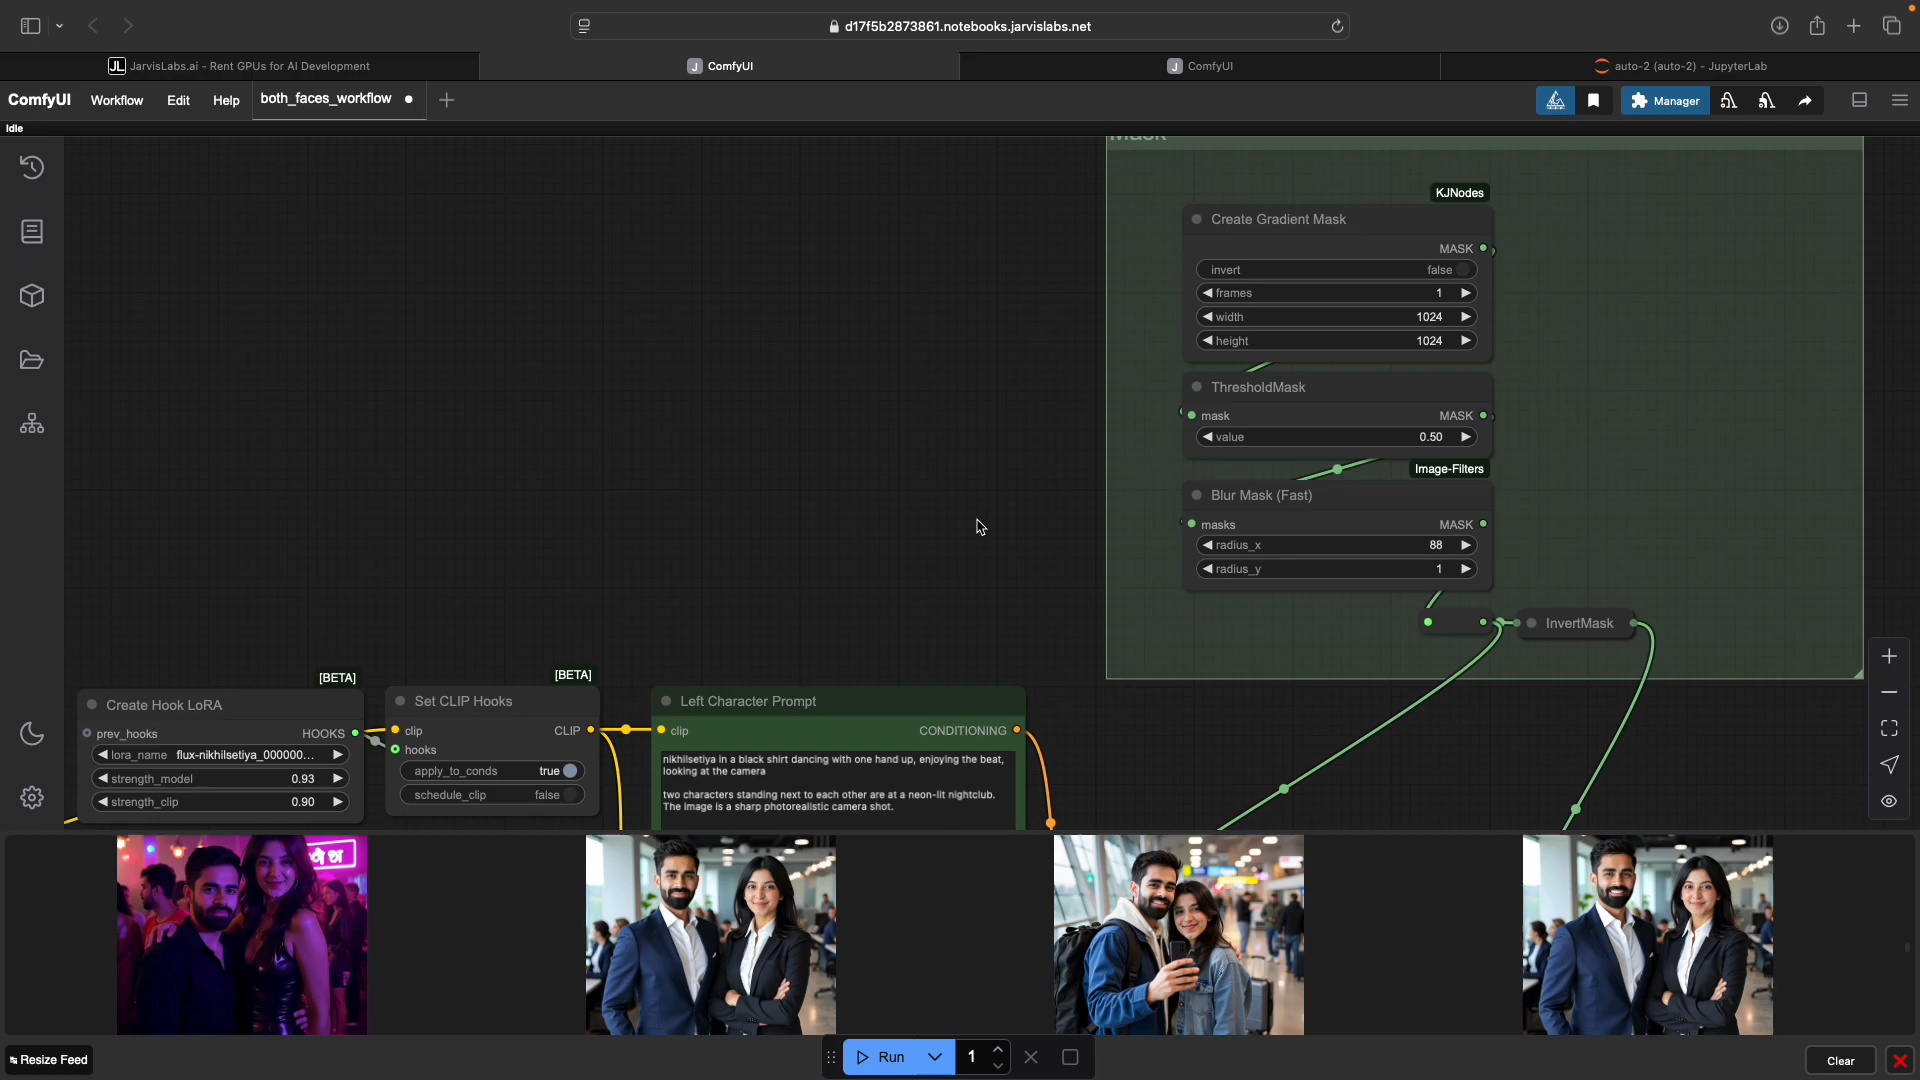 d17f5b2873861.notebooks.jarvislabs.net
JL JarvisLabs.ai - Rent GPUs for AI Development
J ComfyUI
J ComfyUI
auto-2 (auto-2) - JupyterLab
ComfyUI Workflow Edit Help both_faces_workflow
Manager
Idle
Mask
KJNodes
Create Gradient Mask
MASK
invert false
frames 1
width 1024
height 1024
ThresholdMask
mask MASK
value 0.50
Image-Filters
Blur Mask (Fast)
masks MASK
radius_x 88
radius_y 1
InvertMask
[BETA]
Create Hook LoRA
prev_hooks HOOKS
lora_name flux-nikhilsetiya_000000...
strength_model 0.93
strength_clip 0.90
[BETA]
Set CLIP Hooks
clip CLIP
hooks
apply_to_conds true
schedule_clip false
Left Character Prompt
clip CONDITIONING
nikhilsetiya in a black shirt dancing with one hand up, enjoying the beat,
looking at the camera
two characters standing next to each other are at a neon-lit nightclub.
The image is a sharp photorealistic camera shot.
Resize Feed
Run 1
Clear